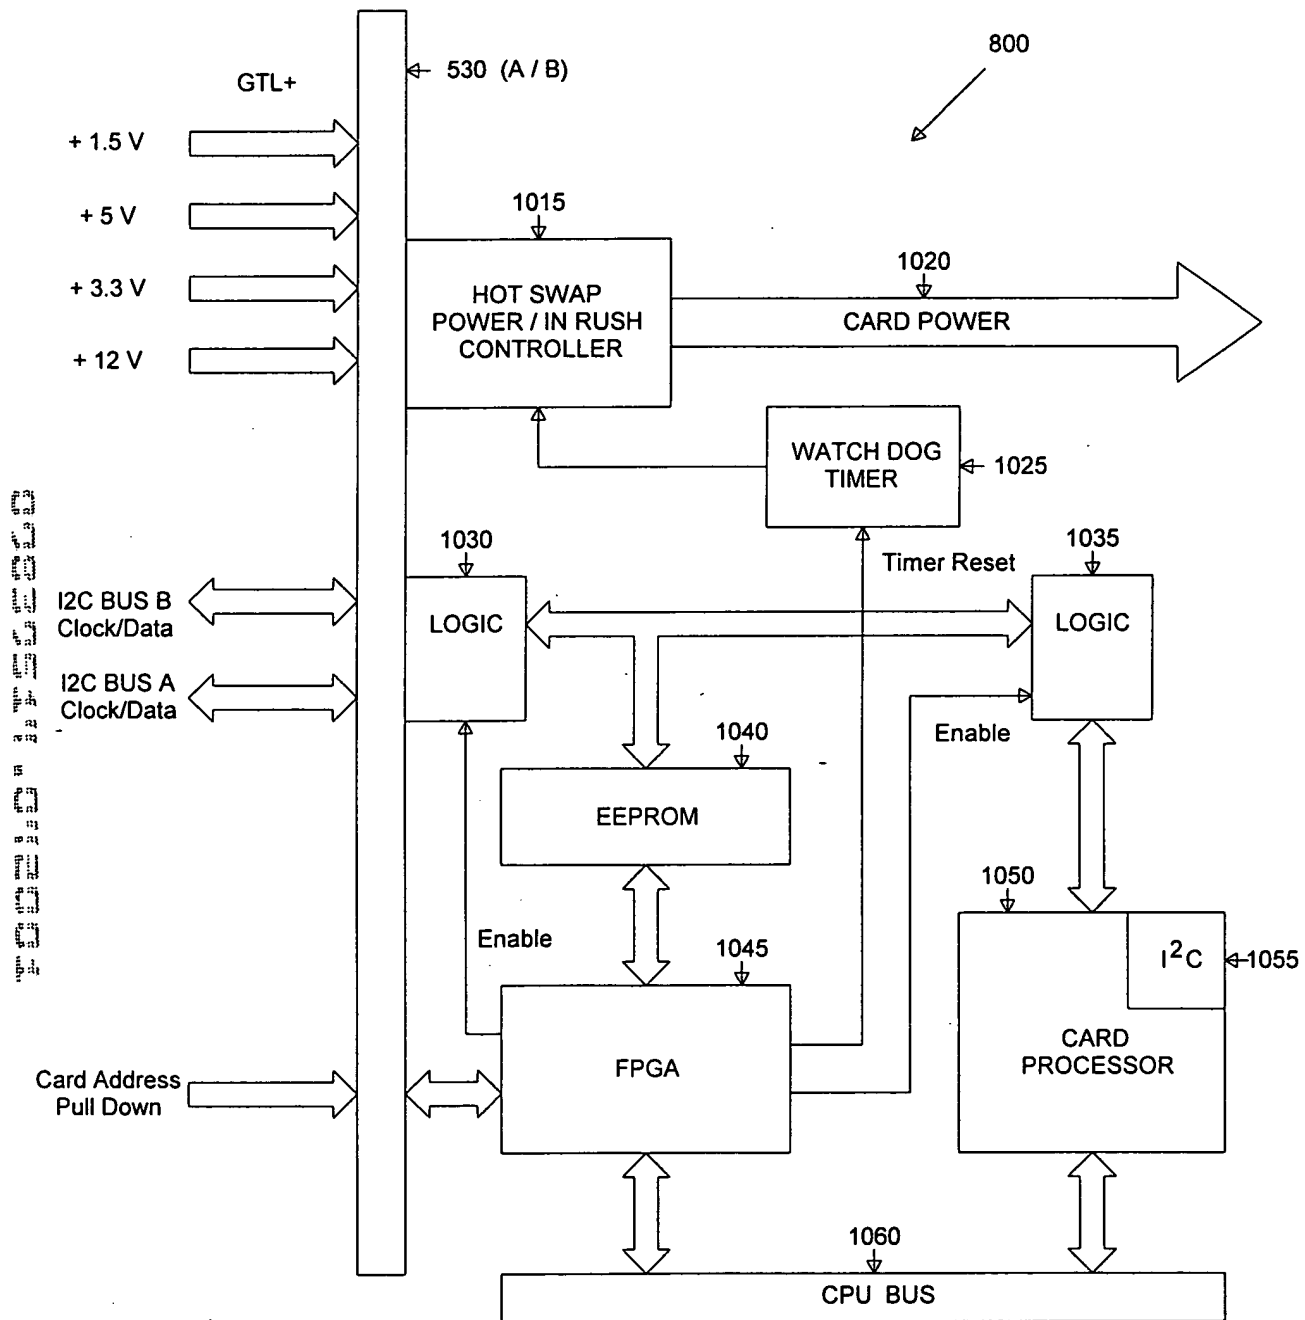 800
530 (A / B)
GTL+
+ 1.5 V
+ 5 V
+ 3.3 V
+ 12 V
1015
HOT SWAP
POWER / IN RUSH
CONTROLLER
1020
CARD POWER
WATCH DOG
TIMER
1025
1030
LOGIC
Timer Reset
1035
LOGIC
I2C BUS B
Clock/Data
I2C BUS A
Clock/Data
Enable
1040
EEPROM
Enable
1045
FPGA
1050
I²C
1055
CARD
PROCESSOR
Card Address
Pull Down
1060
CPU BUS